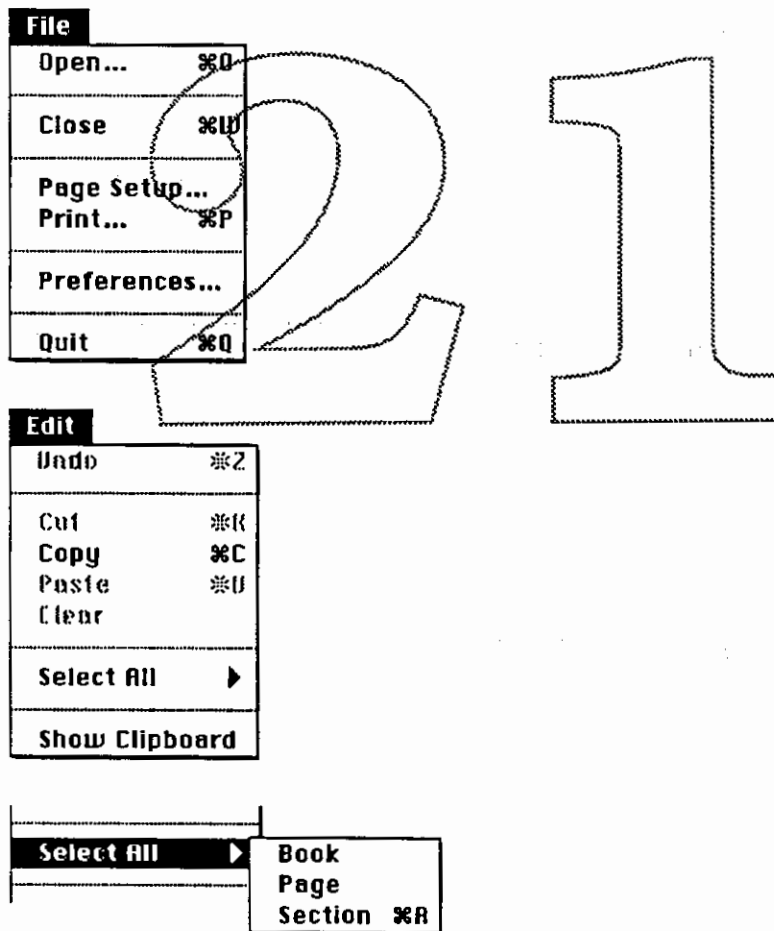 21
File
Open... ⌘O
Close ⌘W
Page Setup...
Print... ⌘P
Preferences...
Quit ⌘Q
Edit
Undo ⌘Z
Cut ⌘X
Copy ⌘C
Paste ⌘V
Clear
Select All ▶
Show Clipboard
Select All ▶
Book
Page
Section ⌘A